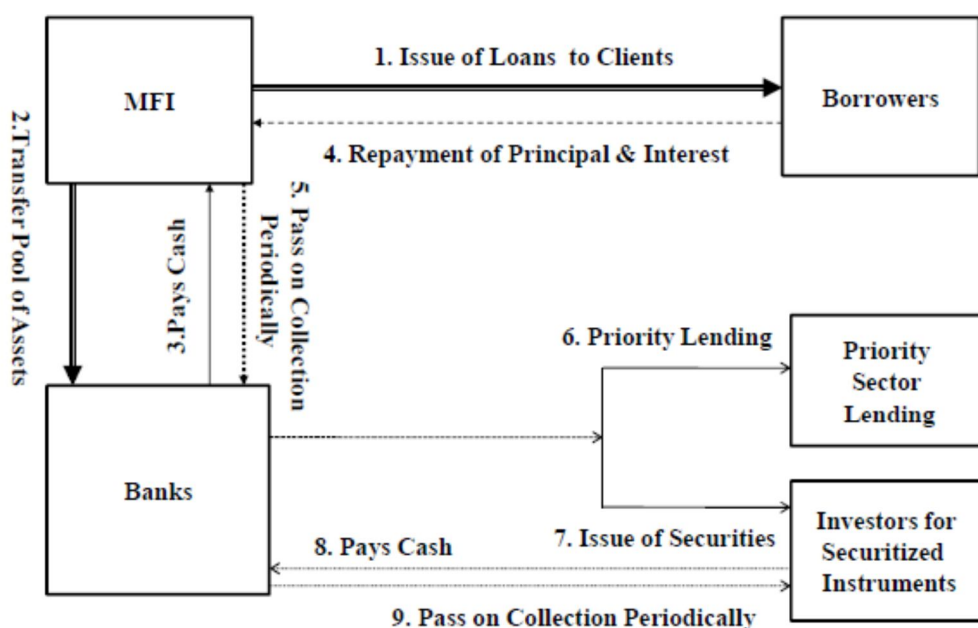 1. Issue of Loans to Clients
MFI
Borrowers
4. Repayment of Principal & Interest
2.Transfer Pool of Assets
3.Pays Cash
5. Pass on Collection
Periodically
6. Priority Lending
Priority
Sector
Lending
Banks
7. Issue of Securities
Investors for
Securitized
Instruments
8. Pays Cash
9. Pass on Collection Periodically